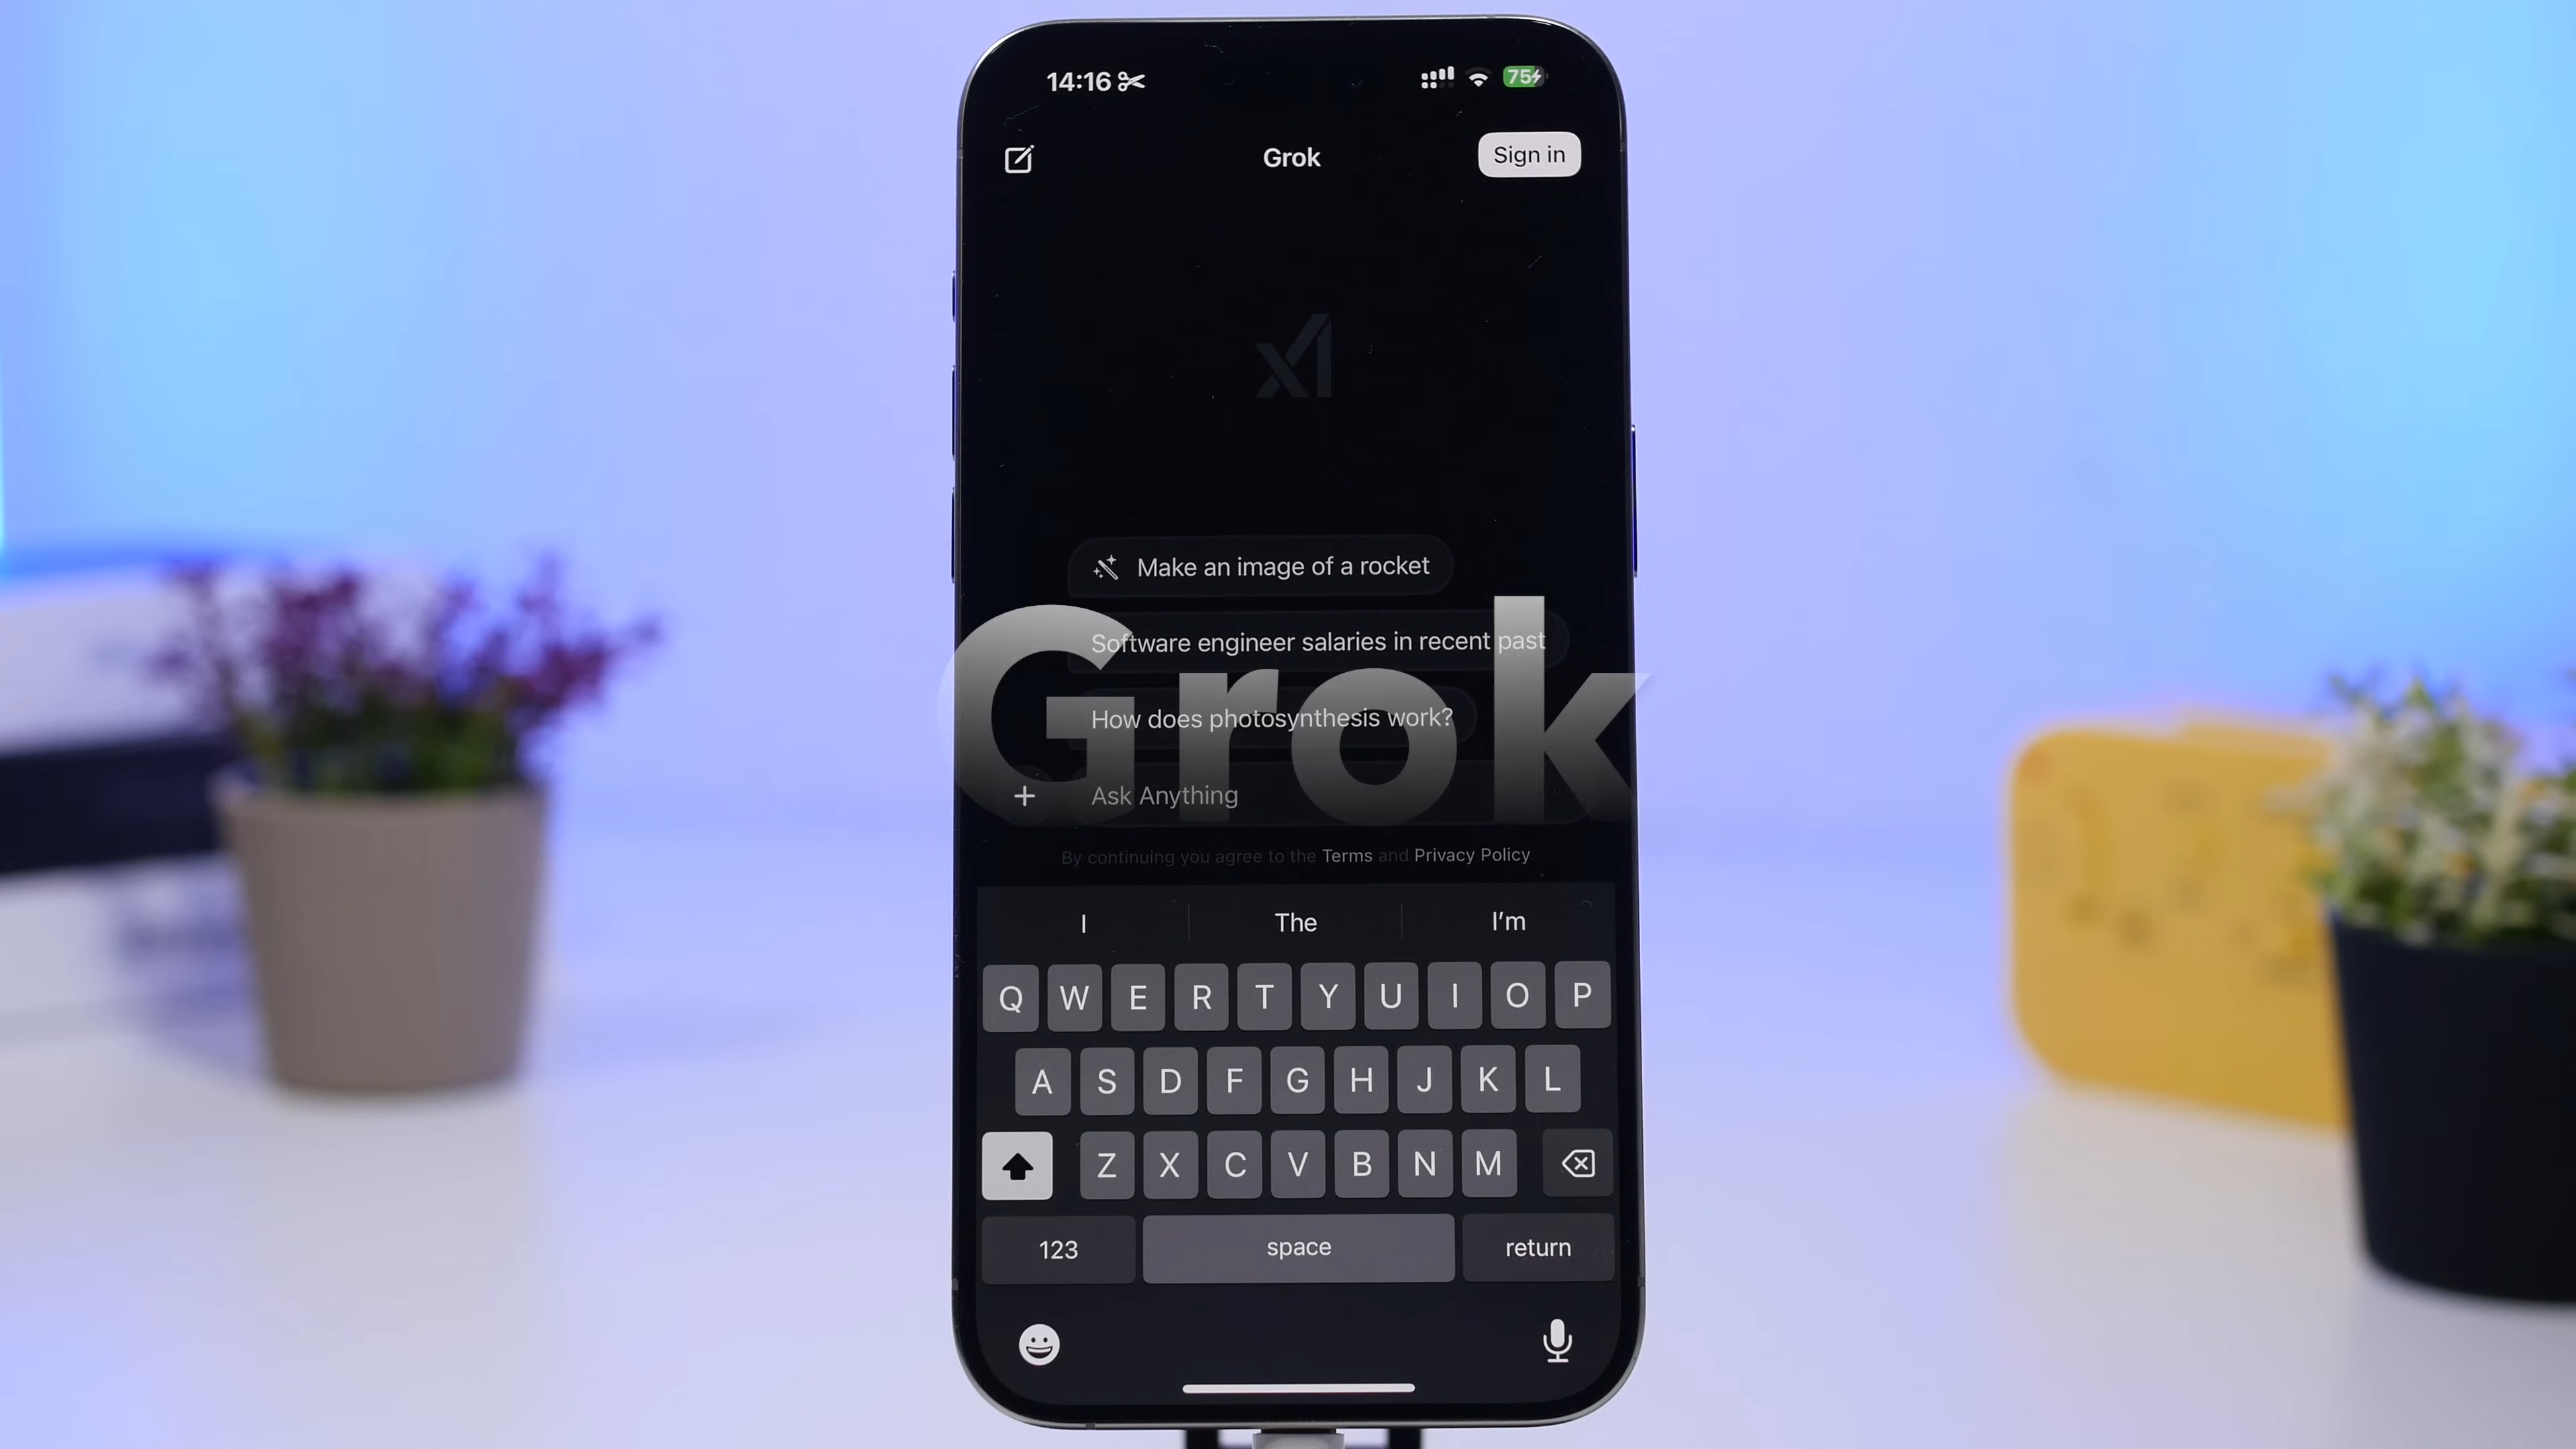 14:16
75
Grok
Sign in
xI
Make an image of a rocket
Software engineer salaries in recent past
Grok
How does photosynthesis work?
Ask Anything
By continuing you agree to the Terms and Privacy Policy
I The I'm
Q W E R T Y U I O P
A S D F G H J K L
Z X C V B N M
123 space return